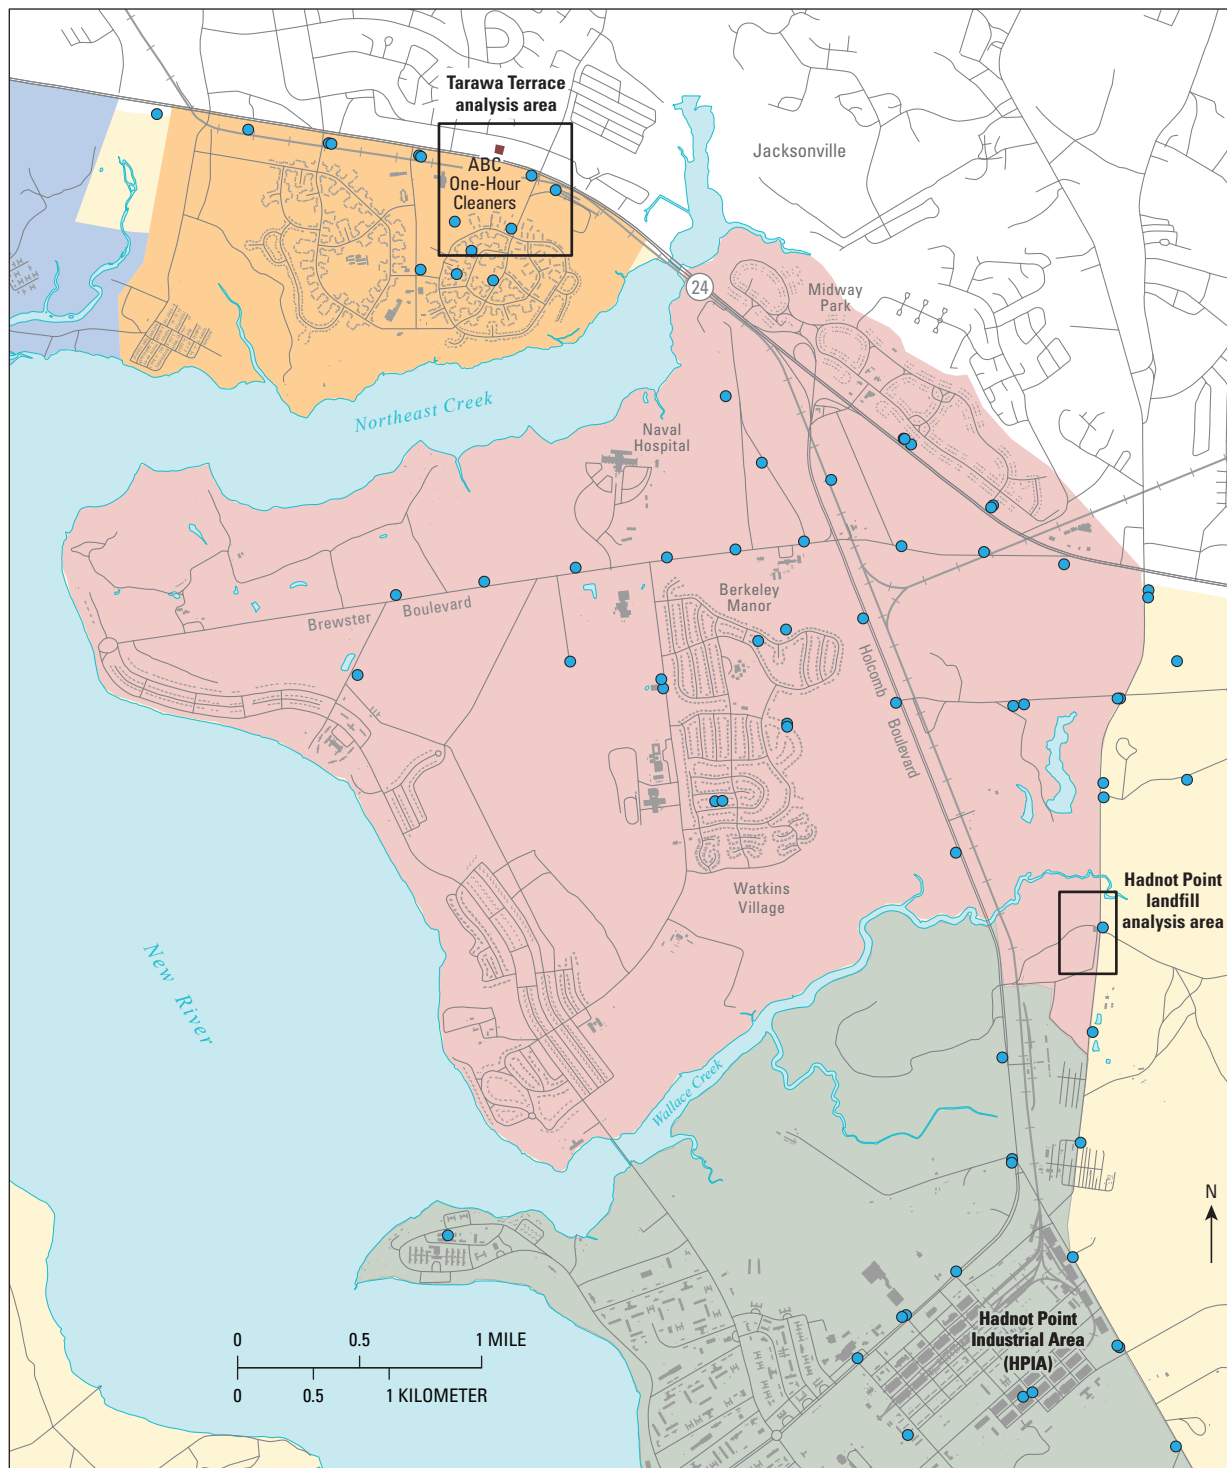 Tarawa Terrace
analysis area
ABC
One-Hour
Cleaners
Jacksonville
24
Midway
Park
Northeast Creek
Naval
Hospital
Brewster
Boulevard
Berkeley
Manor
Holcomb
Boulevard
Watkins
Village
Hadnot Point
landfill
analysis area
New River
Wallace Creek
N
0 0.5 1 MILE
0 0.5 1 KILOMETER
Hadnot Point
Industrial Area
(HPIA)